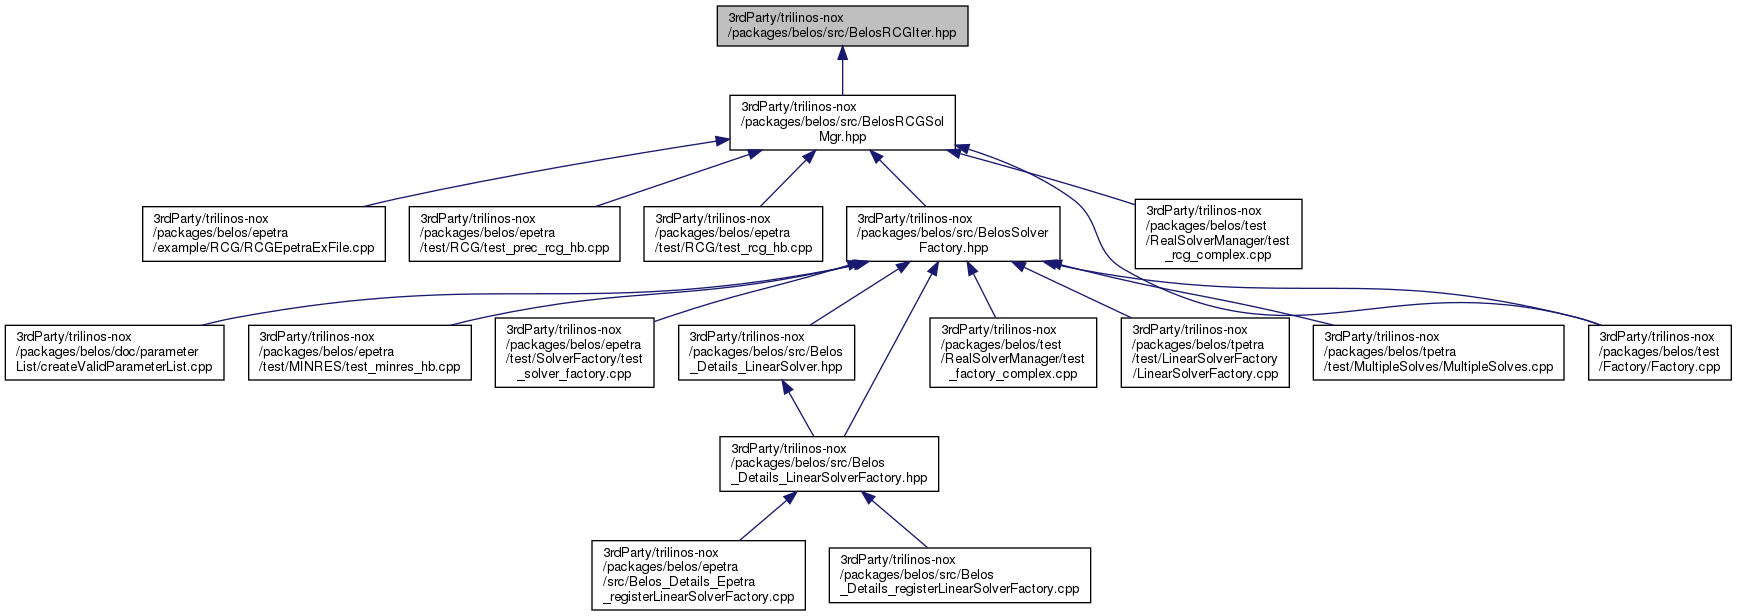 3rdParty/trilinos-nox
/packages/belos/src/BelosRCGIter.hpp
3rdParty/trilinos-nox
/packages/belos/src/BelosRCGSol
Mgr.hpp
3rdParty/trilinos-nox
/packages/belos/epetra
/example/RCG/RCGEpetraExFile.cpp
3rdParty/trilinos-nox
/packages/belos/epetra
/test/RCG/test_prec_rcg_hb.cpp
3rdParty/trilinos-nox
/packages/belos/epetra
/test/RCG/test_rcg_hb.cpp
3rdParty/trilinos-nox
/packages/belos/src/BelosSolver
Factory.hpp
3rdParty/trilinos-nox
/packages/belos/test
/RealSolverManager/test
_rcg_complex.cpp
3rdParty/trilinos-nox
/packages/belos/doc/parameter
List/createValidParameterList.cpp
3rdParty/trilinos-nox
/packages/belos/epetra
/test/MINRES/test_minres_hb.cpp
3rdParty/trilinos-nox
/packages/belos/epetra
/test/SolverFactory/test
_solver_factory.cpp
3rdParty/trilinos-nox
/packages/belos/src/Belos
_Details_LinearSolver.hpp
3rdParty/trilinos-nox
/packages/belos/test
/RealSolverManager/test
_factory_complex.cpp
3rdParty/trilinos-nox
/packages/belos/tpetra
/test/LinearSolverFactory
/LinearSolverFactory.cpp
3rdParty/trilinos-nox
/packages/belos/tpetra
/test/MultipleSolves/MultipleSolves.cpp
3rdParty/trilinos-nox
/packages/belos/test
/Factory/Factory.cpp
3rdParty/trilinos-nox
/packages/belos/src/Belos
_Details_LinearSolverFactory.hpp
3rdParty/trilinos-nox
/packages/belos/epetra
/src/Belos_Details_Epetra
_registerLinearSolverFactory.cpp
3rdParty/trilinos-nox
/packages/belos/src/Belos
_Details_registerLinearSolverFactory.cpp